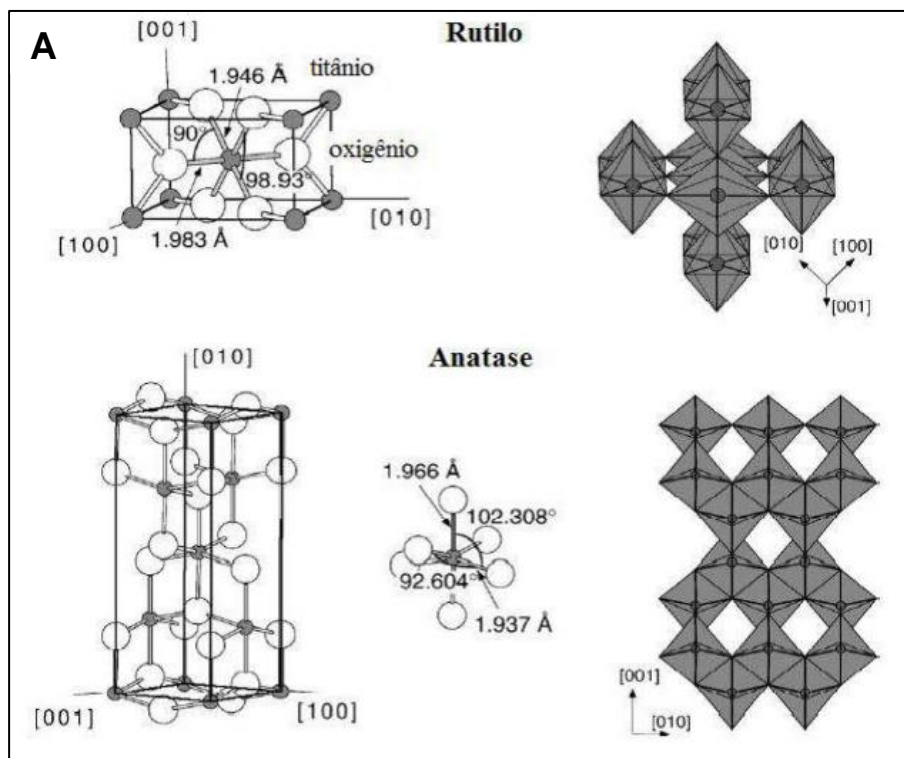 A
Rutilo
[001]
1.946 Å
titânio
90°
oxigênio
98.93°
[010]
[100]
1.983 Å
[010]
[100]
[001]
Anatase
[010]
1.966 Å
102.308°
92.604°
1.937 Å
[001]
[100]
[001]
[010]